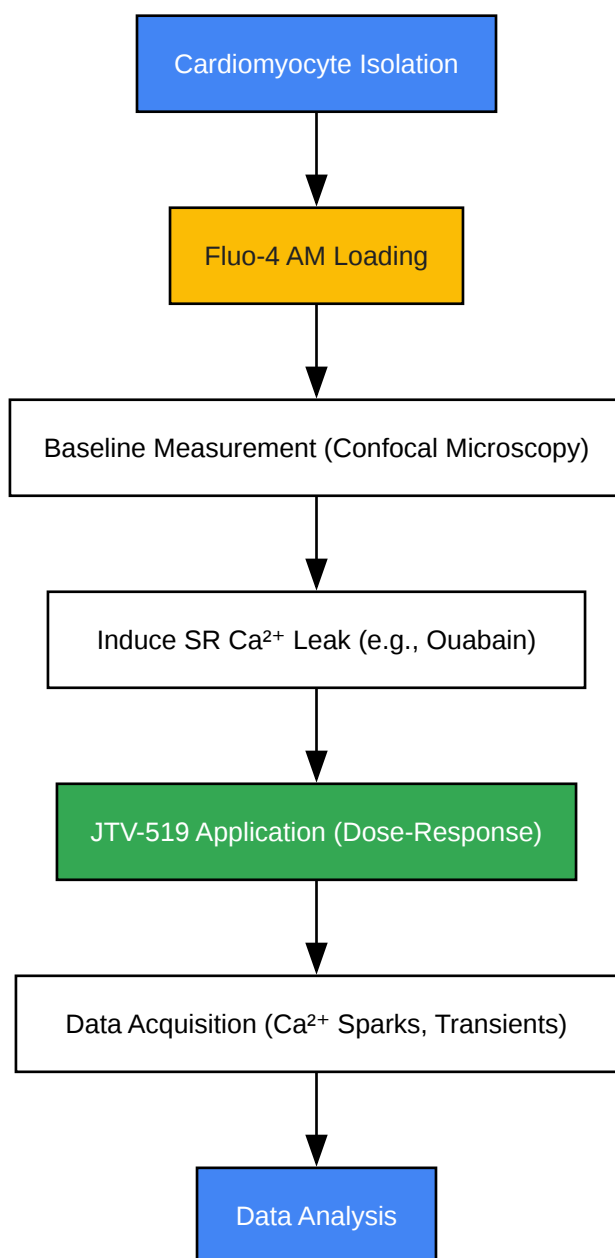 Cardiomyocyte Isolation
Fluo-4 AM Loading
Baseline Measurement (Confocal Microscopy)
Induce SR Ca²⁺ Leak (e.g., Ouabain)
JTV-519 Application (Dose-Response)
Data Acquisition (Ca²⁺ Sparks, Transients)
Data Analysis